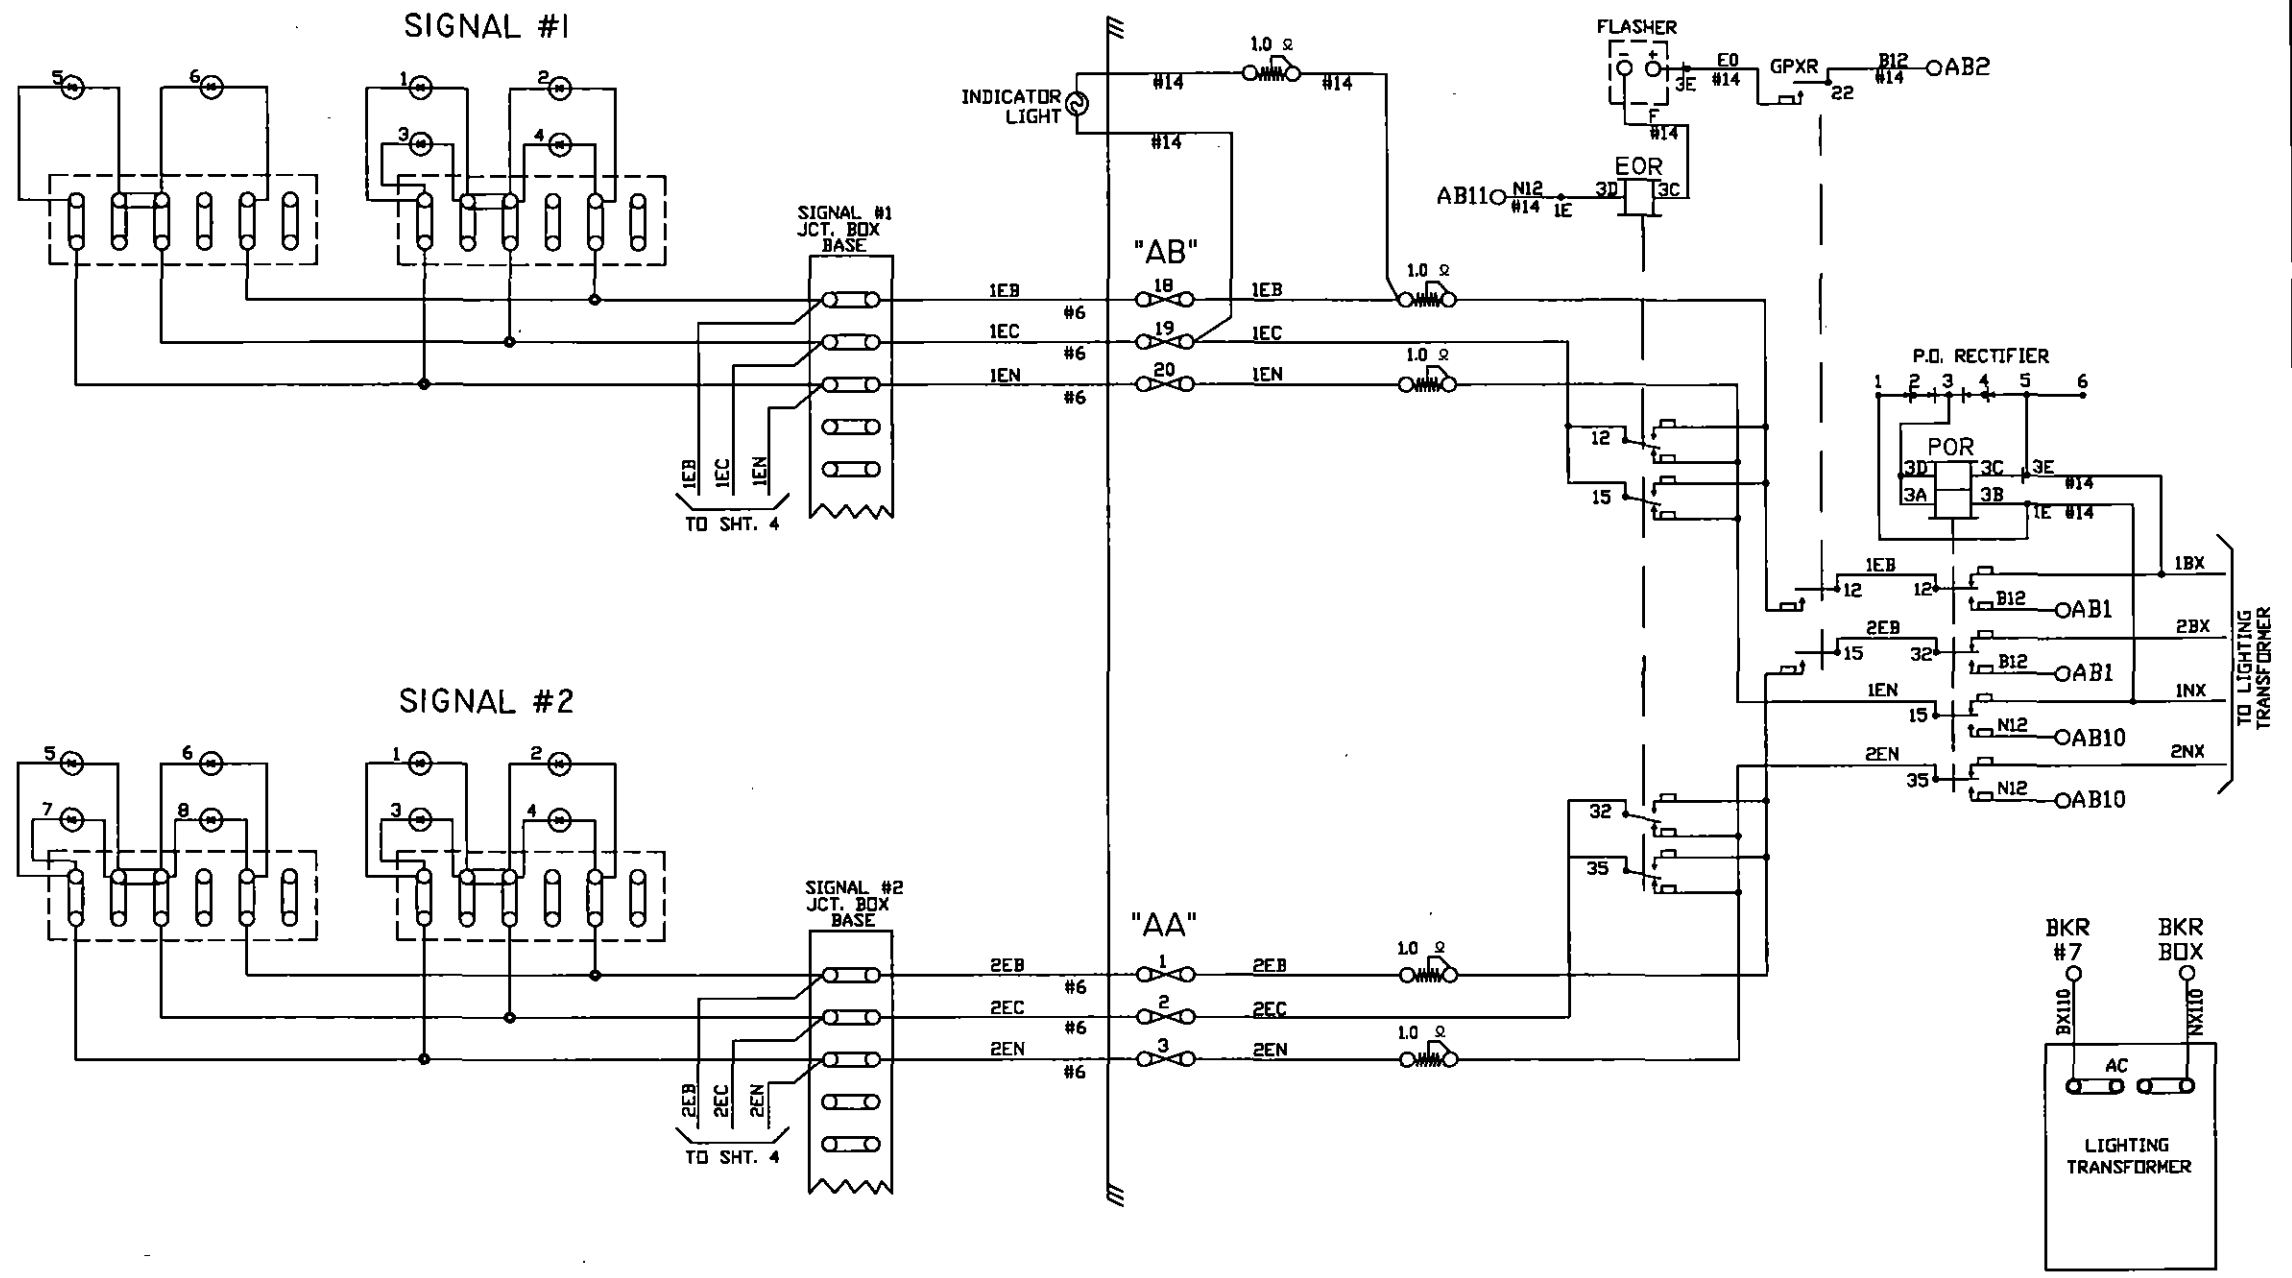 SIGNAL #1
5
6
1
2
3
4
SIGNAL #1
JCT. BOX
BASE
1EB
1EC
1EN
TO SHT. 4
1EB
#6
1EC
#6
1EN
#6
INDICATOR
LIGHT
#14
#14
1.0 Ω
#14
"AB"
18
19
20
1EB
1EC
1EN
1.0 Ω
1.0 Ω
FLASHER
- +
3E
E0
#14
GPXR
22
B12
#14
AB2
F
#14
EOR
AB11
N12
#14
1E
3D
3C
12
15
P.O. RECTIFIER
1 2 3 4 5 6
POR
3D
3C
3E
#14
3A
3B
1E #14
1EB
12
12
1BX
B12
AB1
2EB
15
32
2BX
B12
AB1
1EN
15
1NX
N12
AB10
2EN
35
2NX
N12
AB10
TO LIGHTING
TRANSFORMER
SIGNAL #2
5
6
7
8
1
2
3
4
SIGNAL #2
JCT. BOX
BASE
2EB
2EC
2EN
TO SHT. 4
2EB
#6
2EC
#6
2EN
#6
"AA"
1
2
3
2EB
2EC
2EN
1.0 Ω
1.0 Ω
32
35
BKR
#7
BKR
BOX
BX110
NX110
AC
LIGHTING
TRANSFORMER